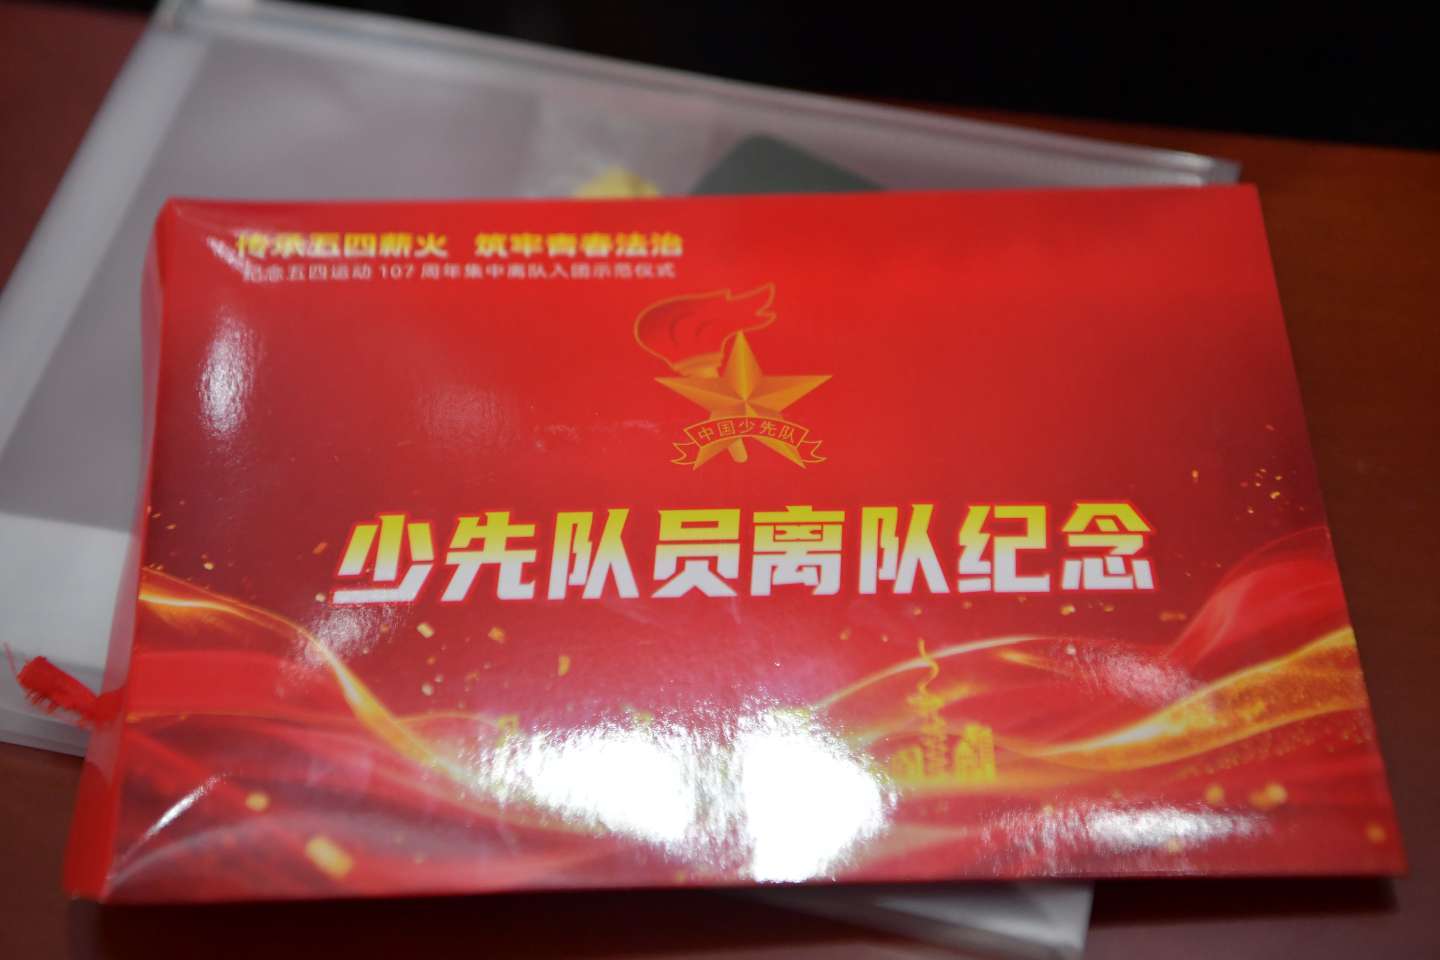 传承五四薪火 筑牢青春法治
纪念五四运动107周年集中离队入团示范仪式
中国少先队
少先队员离队纪念